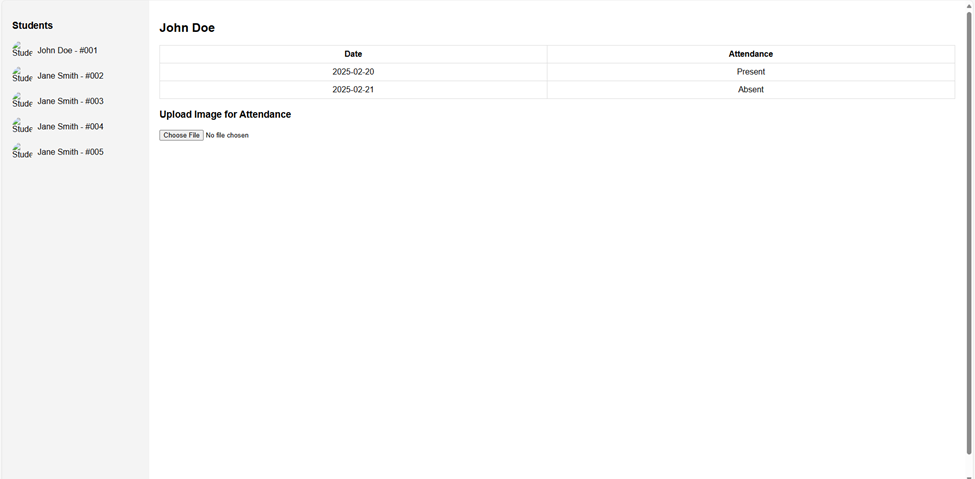 Students
Stude
John Doe - #001
Stude
Jane Smith - #002
Stude
Jane Smith - #003
Stude
Jane Smith - #004
Stude
Jane Smith - #005
John Doe
Date Attendance
2025-02-20 Present
2025-02-21 Absent
Upload Image for Attendance
Choose File No file chosen